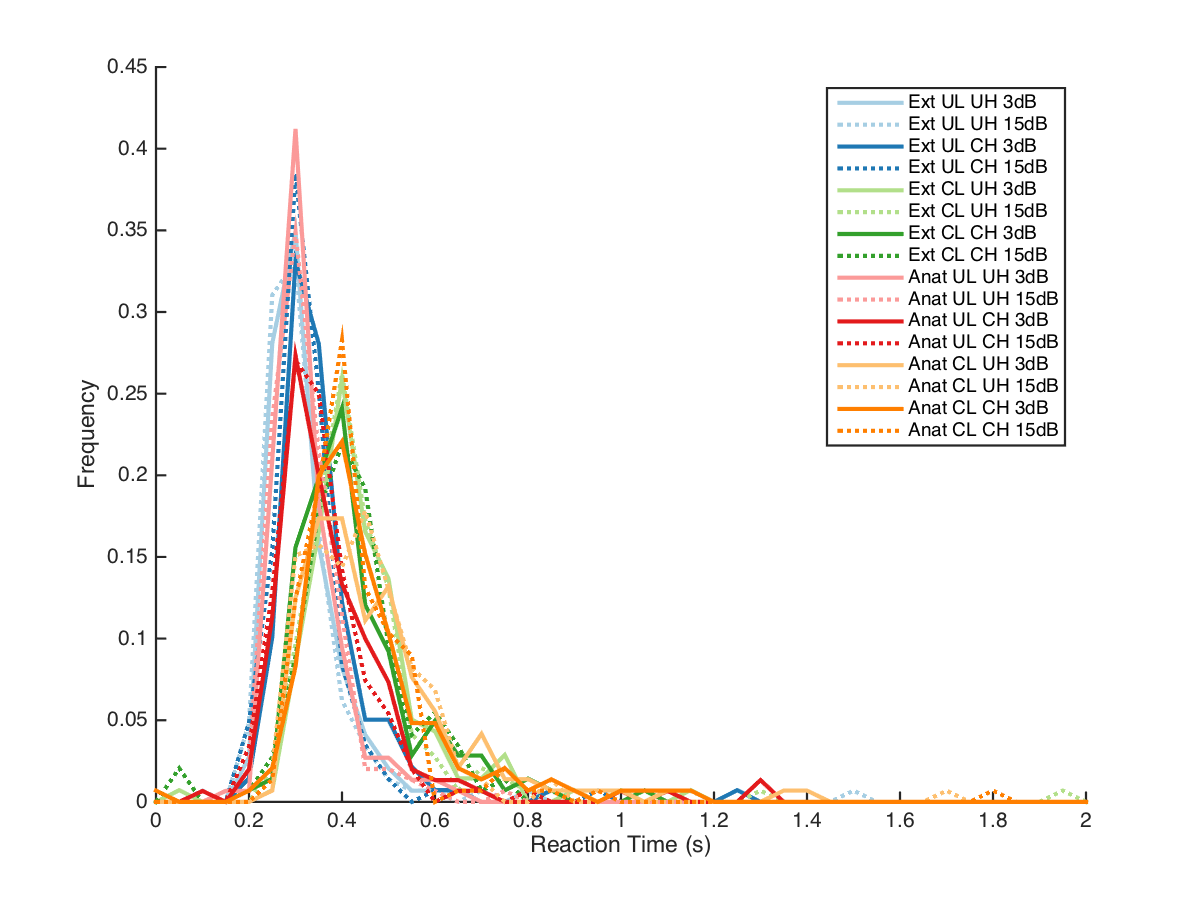 0.45
0.4
0.35
0.3
0.25
0.2
0.15
0.1
0.05
0
Frequency
0 0.2 0.4 0.6 0.8 1 1.2 1.4 1.6 1.8 2
Reaction Time (s)
Ext UL UH 3dB
Ext UL UH 15dB
Ext UL CH 3dB
Ext UL CH 15dB
Ext CL UH 3dB
Ext CL UH 15dB
Ext CL CH 3dB
Ext CL CH 15dB
Anat UL UH 3dB
Anat UL UH 15dB
Anat UL CH 3dB
Anat UL CH 15dB
Anat CL UH 3dB
Anat CL UH 15dB
Anat CL CH 3dB
Anat CL CH 15dB